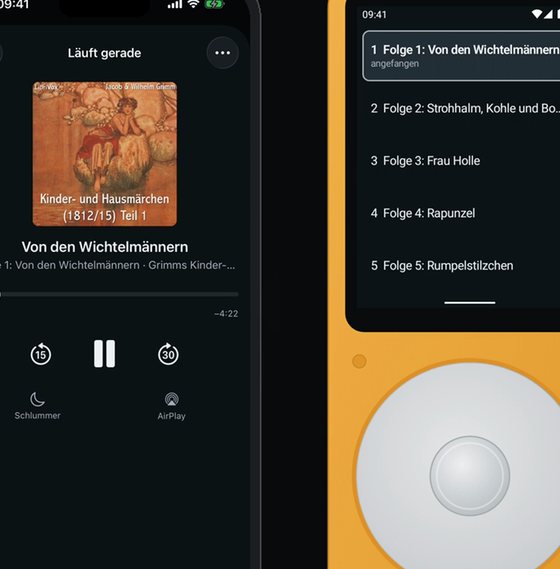 09:41
Läuft gerade
LibriVox
Jacob & Wilhelm Grimm
Kinder- und Hausmärchen
(1812/15) Teil 1
Von den Wichtelmännern
e 1: Von den Wichtelmännern · Grimms Kinder-...
−4:22
15
30
Schlummer
AirPlay
09:41
1 Folge 1: Von den Wichtelmännern
angefangen
2 Folge 2: Strohhalm, Kohle und Bo...
3 Folge 3: Frau Holle
4 Folge 4: Rapunzel
5 Folge 5: Rumpelstilzchen